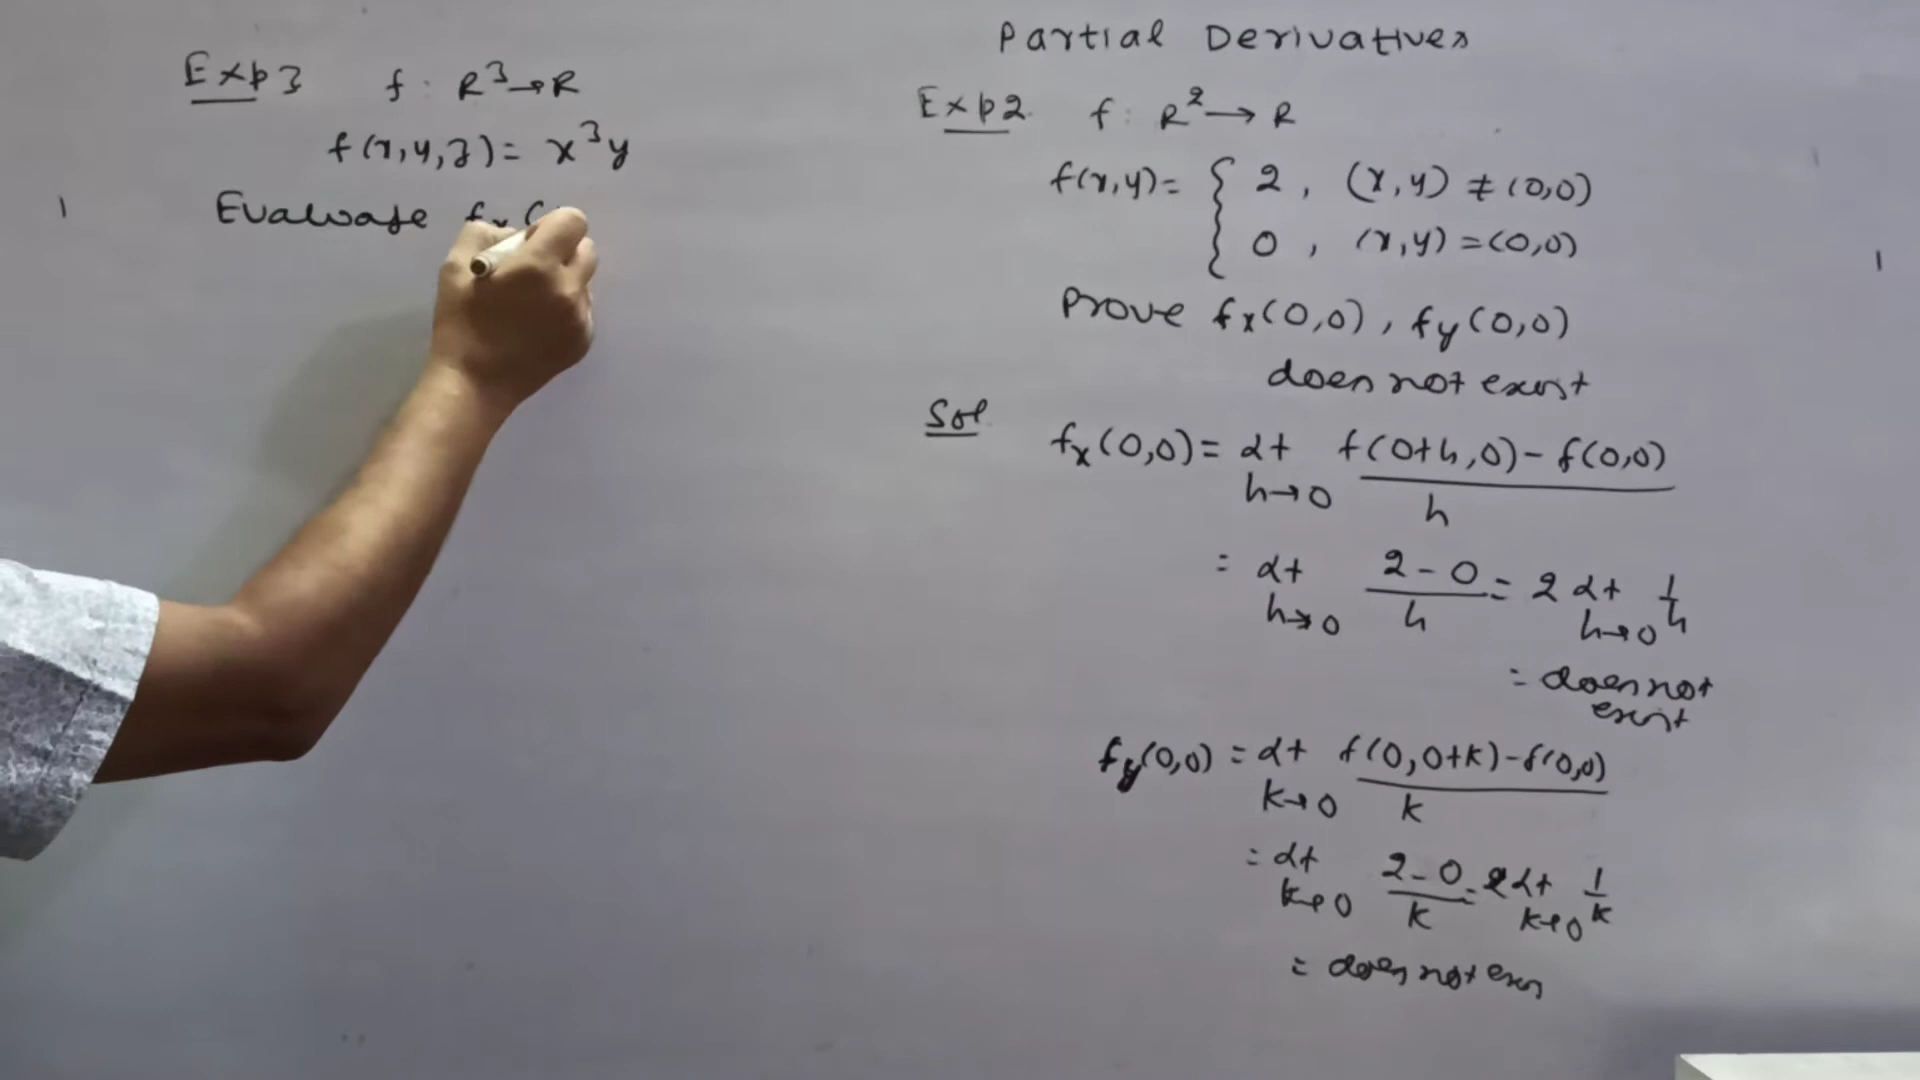 Partial Derivatives
Exp3 f: R³→R
f(x,y,z)= x³y
Evaluate fx(
Exp2. f: R²→R
f(x,y)= { 2, (x,y) ≠ (0,0)
0, (x,y) =(0,0)
Prove fx(0,0), fy(0,0)
does not exist
Sol.
fx(0,0)= Lt h→0 f(0+h,0)- f(0,0) / h
= Lt h→0 2-0 / h = 2 Lt h→0 1/h
= does not
exist
fy(0,0) = Lt k→0 f(0,0+k)-f(0,0) / k
= Lt k→0 2-0 / k = 2 Lt k→0 1/k
= does not exis